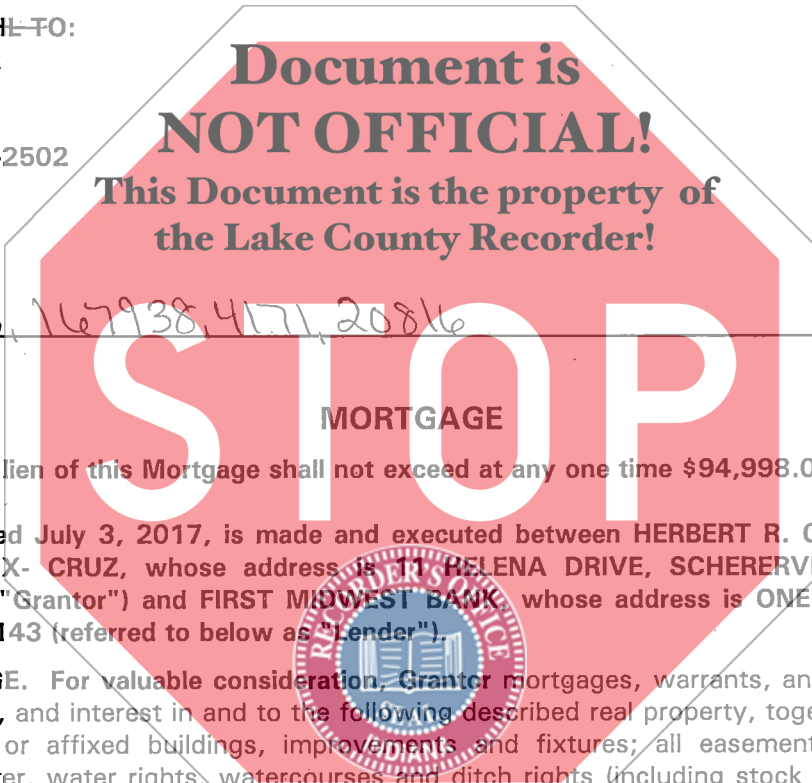 IL TO:
-2502
Document is
NOT OFFICIAL!
This Document is the property of
the Lake County Recorder!
167938,4171,20816
STOP
MORTGAGE
lien of this Mortgage shall not exceed at any one time $94,998.0
ed July 3, 2017, is made and executed between HERBERT R. C
X- CRUZ, whose address is 11 HELENA DRIVE, SCHERERV
"Grantor") and FIRST MIDWEST BANK, whose address is ONE
143 (referred to below as "Lender").
GE. For valuable consideration, Grantor mortgages, warrants, an
, and interest in and to the following described real property, toge
or affixed buildings, improvements and fixtures; all easement
er, water rights, watercourses and ditch rights (including stock
RECORDER'S OFFICE
INDIANA